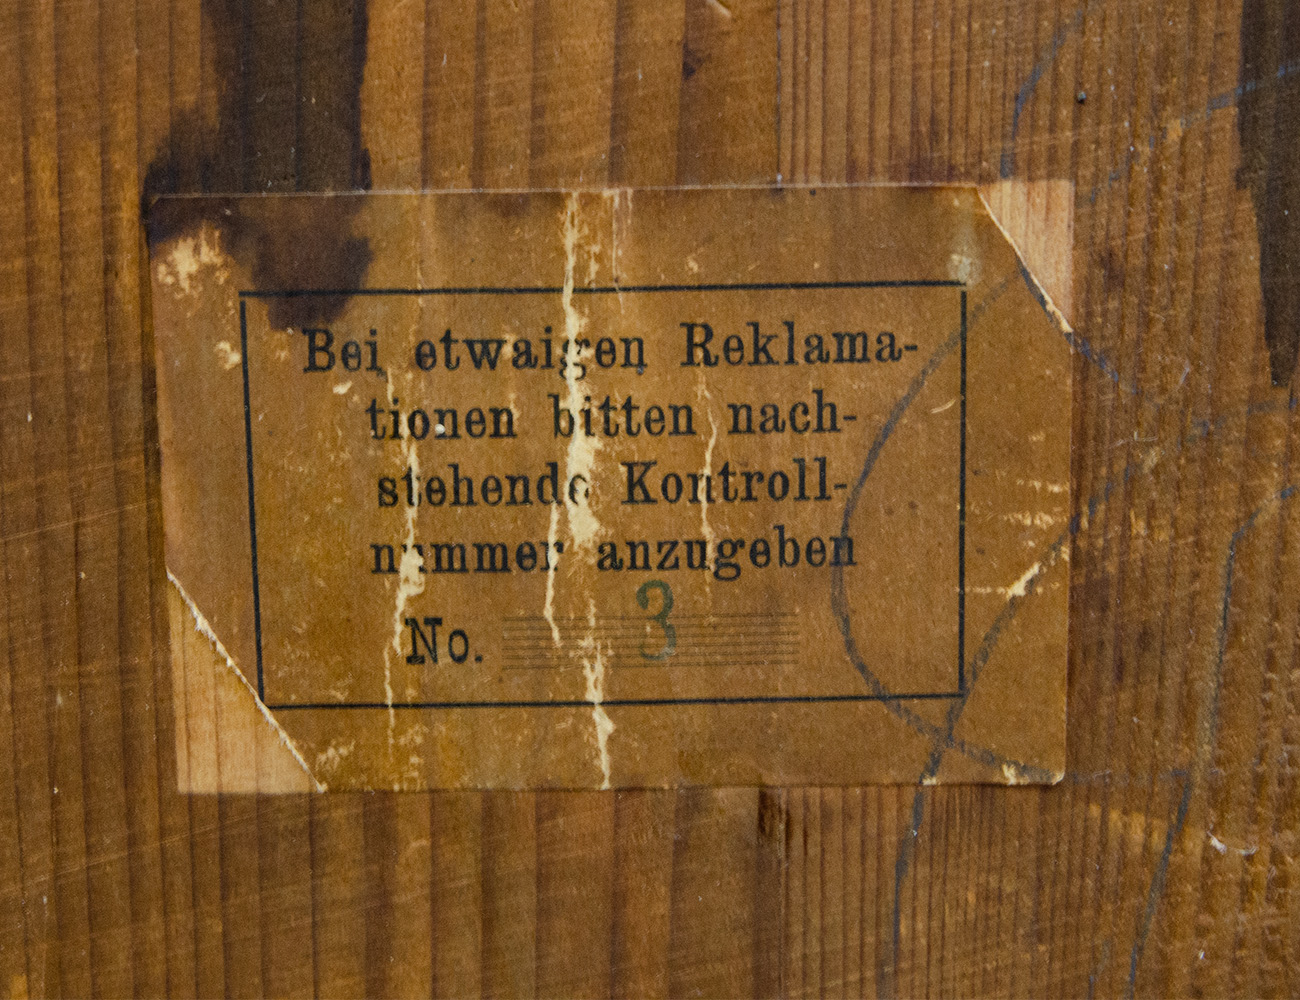 Bei etwaigen Reklama-
tionen bitten nach-
stehende Kontroll-
nummer anzugeben
No. 3